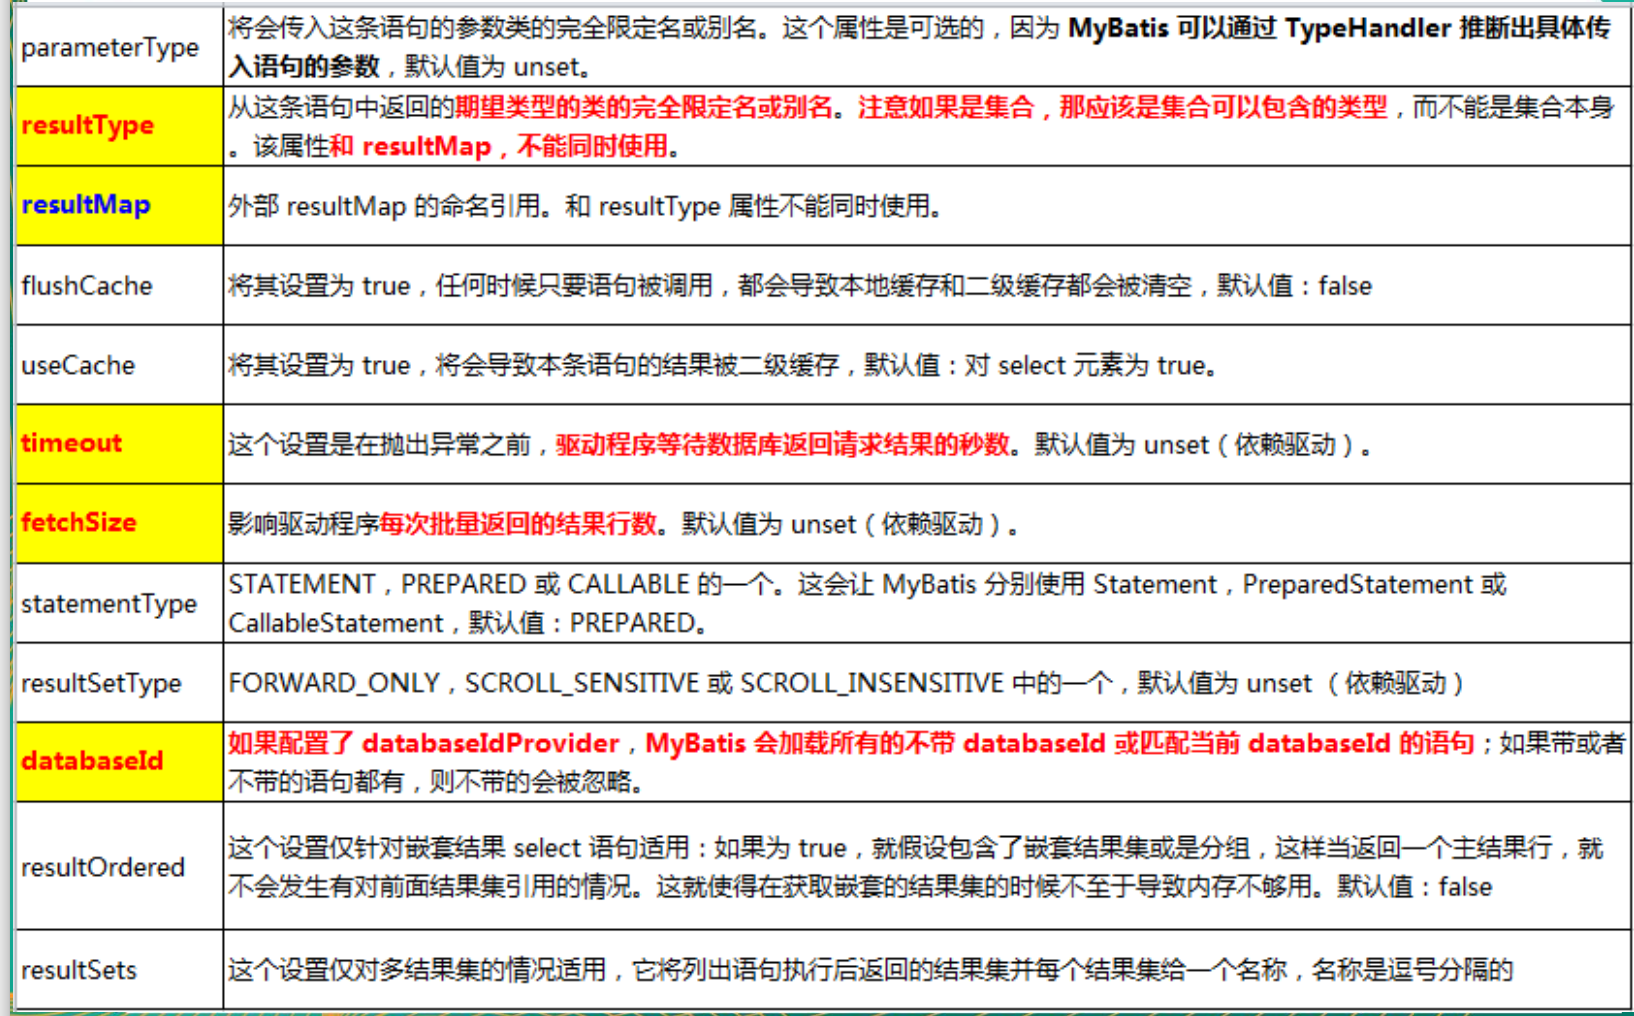 parameterType
将会传入这条语句的参数类的完全限定名或别名。这个属性是可选的，因为 MyBatis 可以通过 TypeHandler 推断出具体传
入语句的参数，默认值为 unset。
resultType
从这条语句中返回的期望类型的类的完全限定名或别名。注意如果是集合，那应该是集合可以包含的类型，而不能是集合本身
。该属性和 resultMap，不能同时使用。
resultMap
外部 resultMap 的命名引用。和 resultType 属性不能同时使用。
flushCache
将其设置为 true，任何时候只要语句被调用，都会导致本地缓存和二级缓存都会被清空，默认值：false
useCache
将其设置为 true，将会导致本条语句的结果被二级缓存，默认值：对 select 元素为 true。
timeout
这个设置是在抛出异常之前，驱动程序等待数据库返回请求结果的秒数。默认值为 unset（依赖驱动）。
fetchSize
影响驱动程序每次批量返回的结果行数。默认值为 unset（依赖驱动）。
statementType
STATEMENT，PREPARED 或 CALLABLE 的一个。这会让 MyBatis 分别使用 Statement，PreparedStatement 或
CallableStatement，默认值：PREPARED。
resultSetType
FORWARD_ONLY，SCROLL_SENSITIVE 或 SCROLL_INSENSITIVE 中的一个，默认值为 unset （依赖驱动）
databaseId
如果配置了 databaseIdProvider，MyBatis 会加载所有的不带 databaseId 或匹配当前 databaseId 的语句；如果带或者
不带的语句都有，则不带的会被忽略。
resultOrdered
这个设置仅针对嵌套结果 select 语句适用：如果为 true，就假设包含了嵌套结果集或是分组，这样当返回一个主结果行，就
不会发生有对前面结果集引用的情况。这就使得在获取嵌套的结果集的时候不至于导致内存不够用。默认值：false
resultSets
这个设置仅对多结果集的情况适用，它将列出语句执行后返回的结果集并每个结果集给一个名称，名称是逗号分隔的